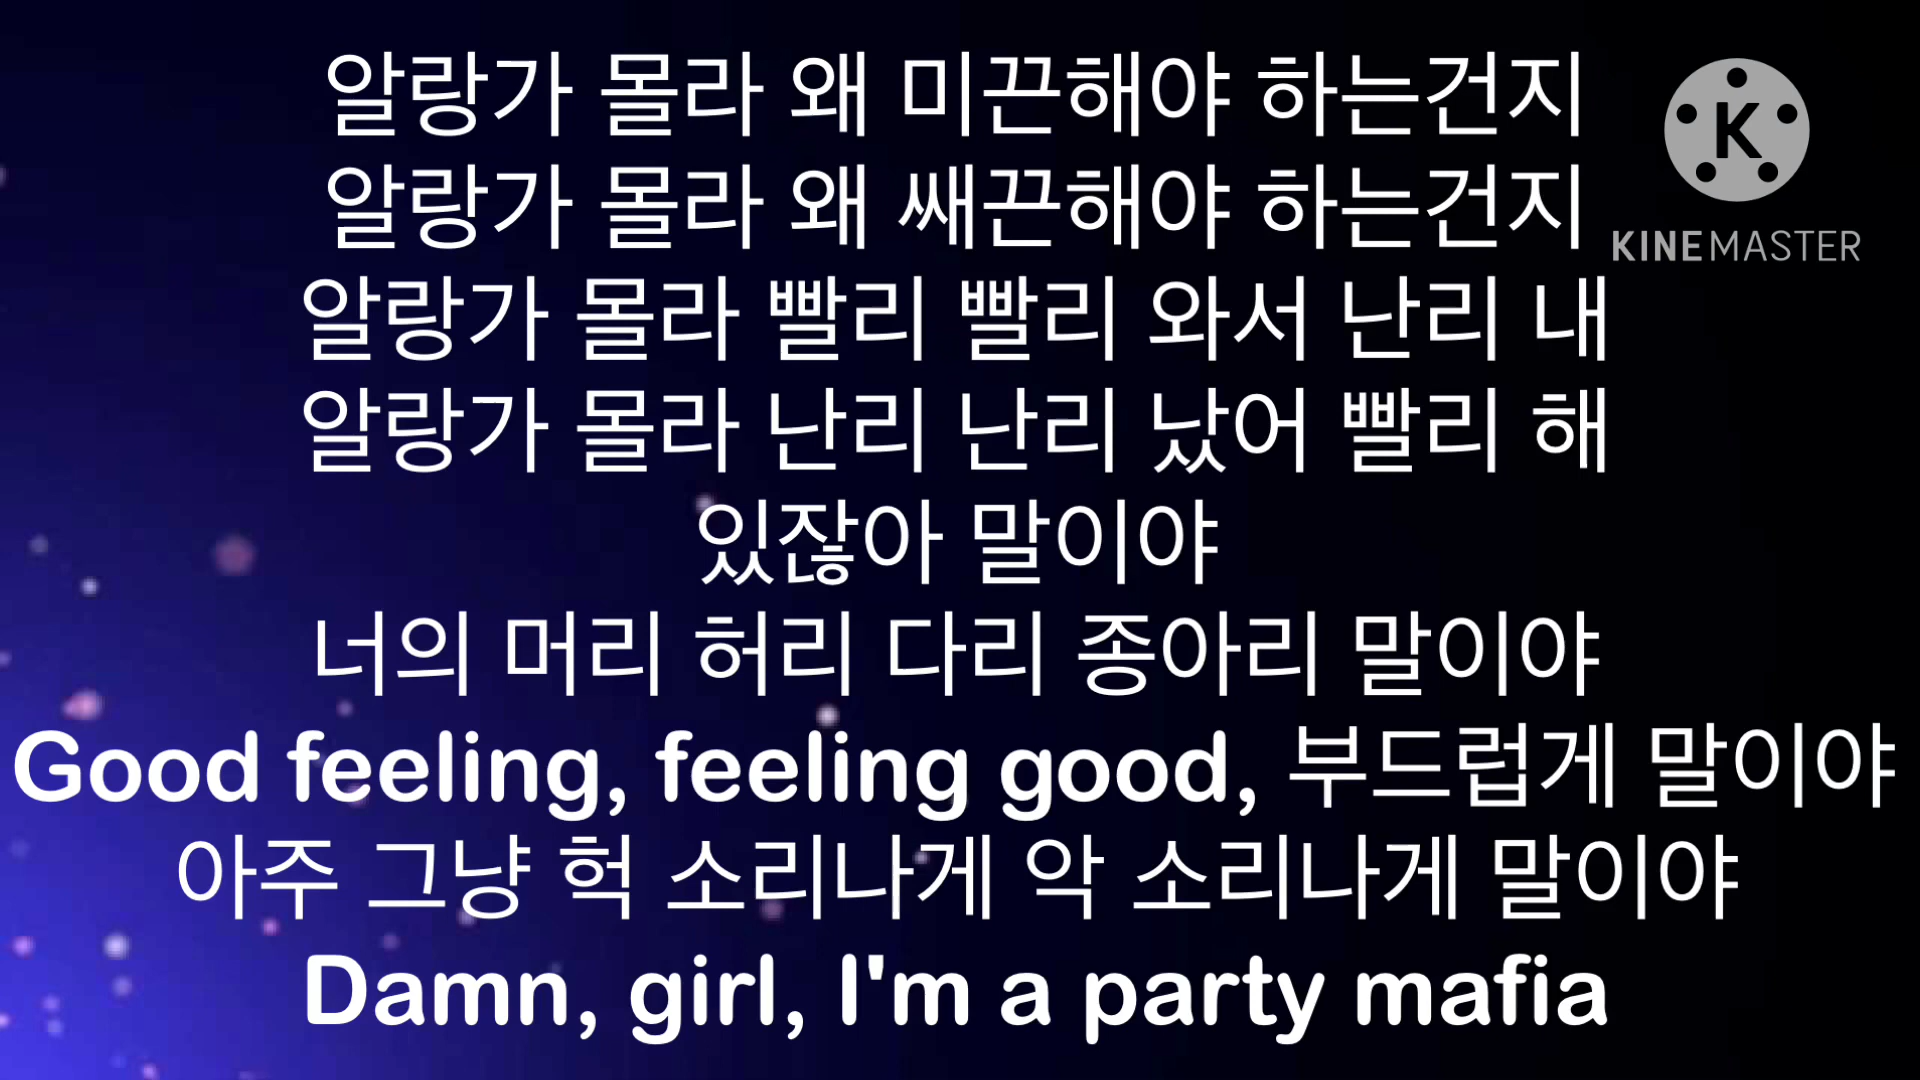 알랑가 몰라 왜 미끈해야 하는건지
알랑가 몰라 왜 쌔끈해야 하는건지
알랑가 몰라 빨리 빨리 와서 난리 내
알랑가 몰라 난리 난리 났어 빨리 해
있잖아 말이야
너의 머리 허리 다리 종아리 말이야
Good feeling, feeling good, 부드럽게 말이야
아주 그냥 헉 소리나게 악 소리나게 말이야
Damn, girl, I'm a party mafia
K
KINEMASTER